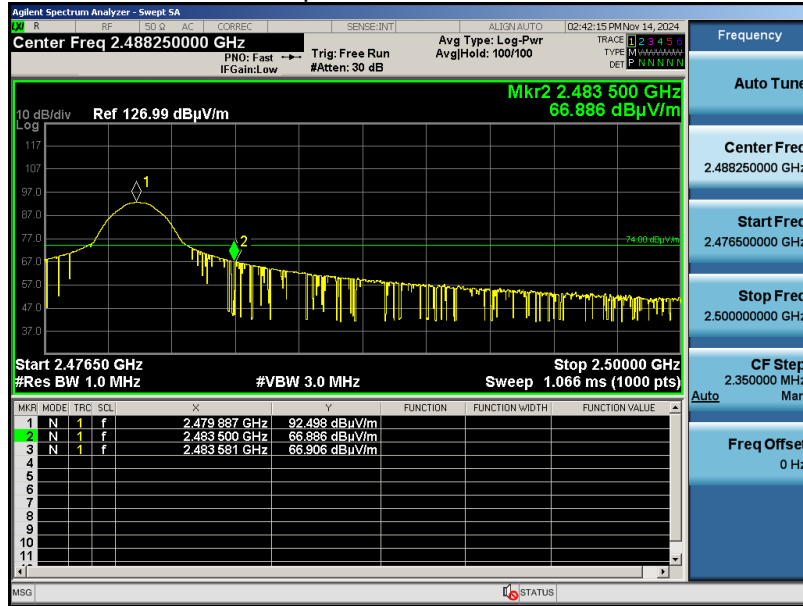 Agilent Spectrum Analyzer - Swept SA
LXI R RF 50 Ω AC CORREC SENSE:INT ALIGN AUTO 02:42:15 PM Nov 14, 2024
Center Freq 2.488250000 GHz
PNO: Fast
IFGain:Low
Trig: Free Run
#Atten: 30 dB
Avg Type: Log-Pwr
Avg|Hold: 100/100
TRACE 1 2 3 4 5 6
TYPE M
DET P N N N N N
Mkr2 2.483 500 GHz
66.886 dBµV/m
10 dB/div Ref 126.99 dBµV/m
Log
117
107
97.0
87.0
77.0
67.0
57.0
47.0
37.0
1
2
74.00 dBµV/m
Start 2.47650 GHz Stop 2.50000 GHz
#Res BW 1.0 MHz #VBW 3.0 MHz Sweep 1.066 ms (1000 pts)
MKR MODE TRC SCL X Y FUNCTION FUNCTION WIDTH FUNCTION VALUE
1 N 1 f 2.479 887 GHz 92.498 dBµV/m
2 N 1 f 2.483 500 GHz 66.886 dBµV/m
3 N 1 f 2.483 581 GHz 66.906 dBµV/m
4
5
6
7
8
9
10
11
MSG STATUS
Frequency
Auto Tune
Center Freq
2.488250000 GHz
Start Freq
2.476500000 GHz
Stop Freq
2.500000000 GHz
CF Step
2.350000 MHz
Auto Man
Freq Offset
0 Hz